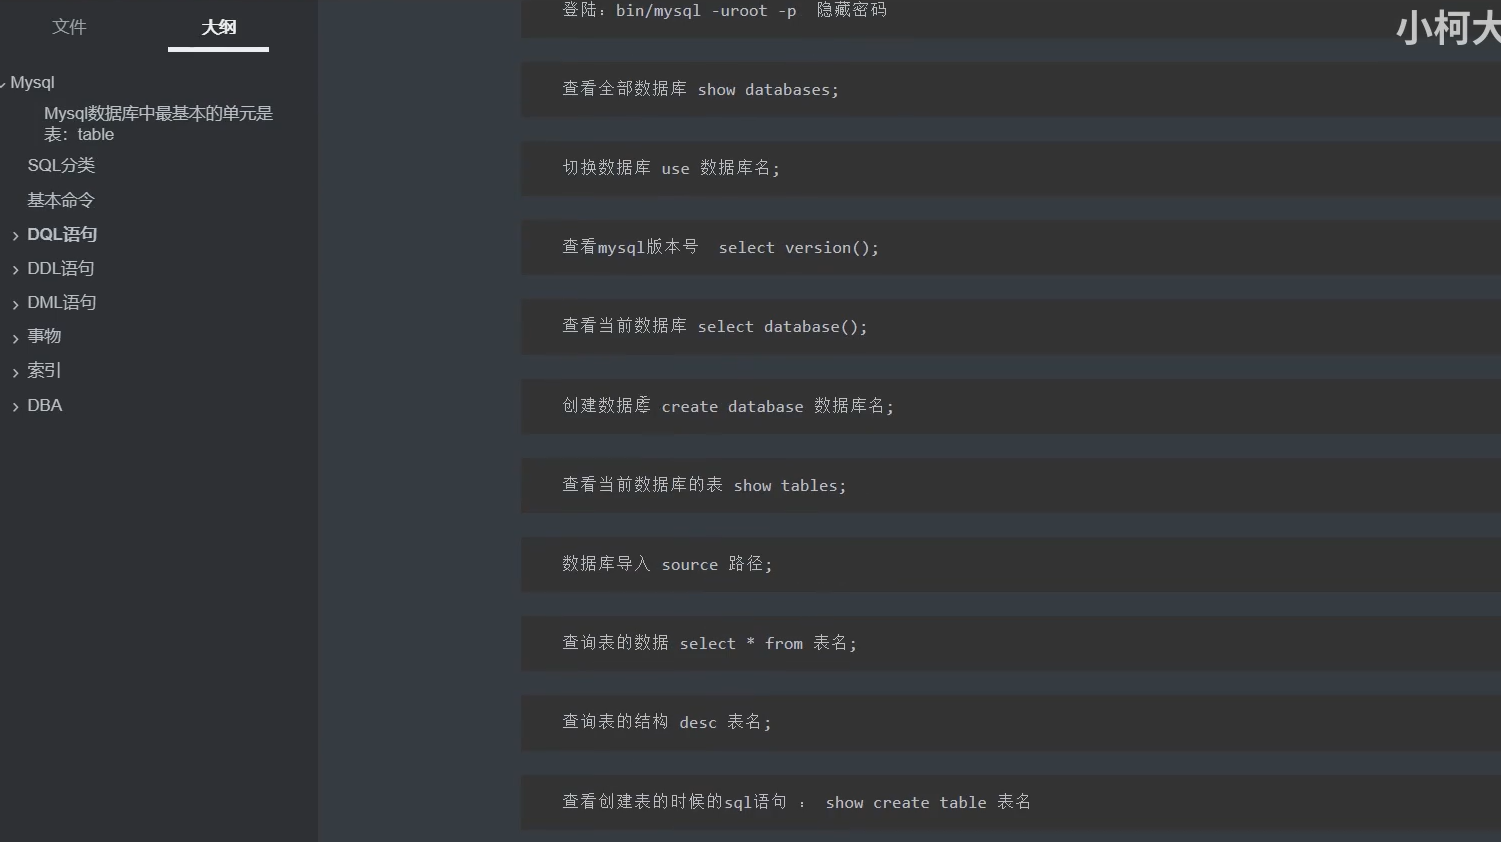 文件
大纲
Mysql
Mysql数据库中最基本的单元是
表：table
SQL分类
基本命令
DQL语句
DDL语句
DML语句
事物
索引
DBA
登陆：bin/mysql -uroot -p 隐藏密码
查看全部数据库 show databases;
切换数据库 use 数据库名;
查看mysql版本号 select version();
查看当前数据库 select database();
创建数据库 create database 数据库名;
查看当前数据库的表 show tables;
数据库导入 source 路径;
查询表的数据 select * from 表名;
查询表的结构 desc 表名;
查看创建表的时候的sql语句 ： show create table 表名
小柯大